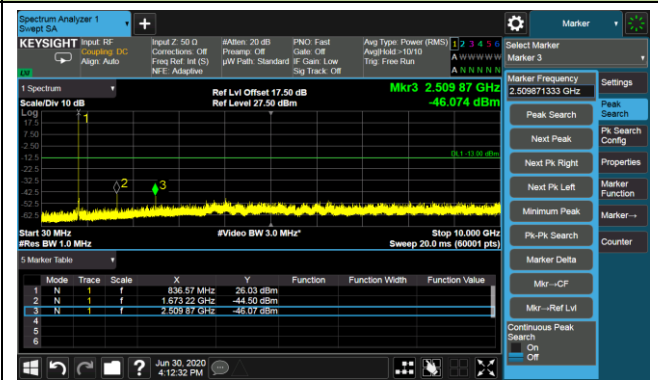 Spectrum Analyzer 1
Swept SA
Marker
KEYSIGHT
Input: RF
Coupling: DC
Align: Auto
Input Z: 50 Ω
Corrections: Off
Freq Ref: Int (S)
NFE: Adaptive
#Atten: 20 dB
Preamp: Off
µW Path: Standard
PNO: Fast
Gate: Off
IF Gain: Low
Sig Track: Off
Avg Type: Power (RMS)
Avg|Hold:>10/10
Trig: Free Run
1 2 3 4 5 6
A W W W W W
A N N N N N
LM
Select Marker
Marker 3
Marker Frequency
2.509871333 GHz
Peak Search
Next Peak
Next Pk Right
Next Pk Left
Minimum Peak
Pk-Pk Search
Marker Delta
Mkr→CF
Mkr→Ref Lvl
Continuous Peak
Search
On
Off
Settings
Peak
Search
Pk Search
Config
Properties
Marker
Function
Marker→
Counter
1 Spectrum
Scale/Div 10 dB
Ref Lvl Offset 17.50 dB
Ref Level 27.50 dBm
Mkr3 2.509 87 GHz
-46.074 dBm
Log
17.5
7.50
-2.50
-12.5
-22.5
-32.5
-42.5
-52.5
-62.5
1
2
3
DL1 -13.00 dBm
Start 30 MHz
#Res BW 1.0 MHz
#Video BW 3.0 MHz*
Stop 10.000 GHz
Sweep 20.0 ms (60001 pts)
5 Marker Table
Mode Trace Scale X Y Function Function Width Function Value
1 N 1 f 836.57 MHz 26.03 dBm
2 N 1 f 1.673 22 GHz -44.50 dBm
3 N 1 f 2.509 87 GHz -46.07 dBm
4
5
6
?
Jun 30, 2020
4:12:32 PM